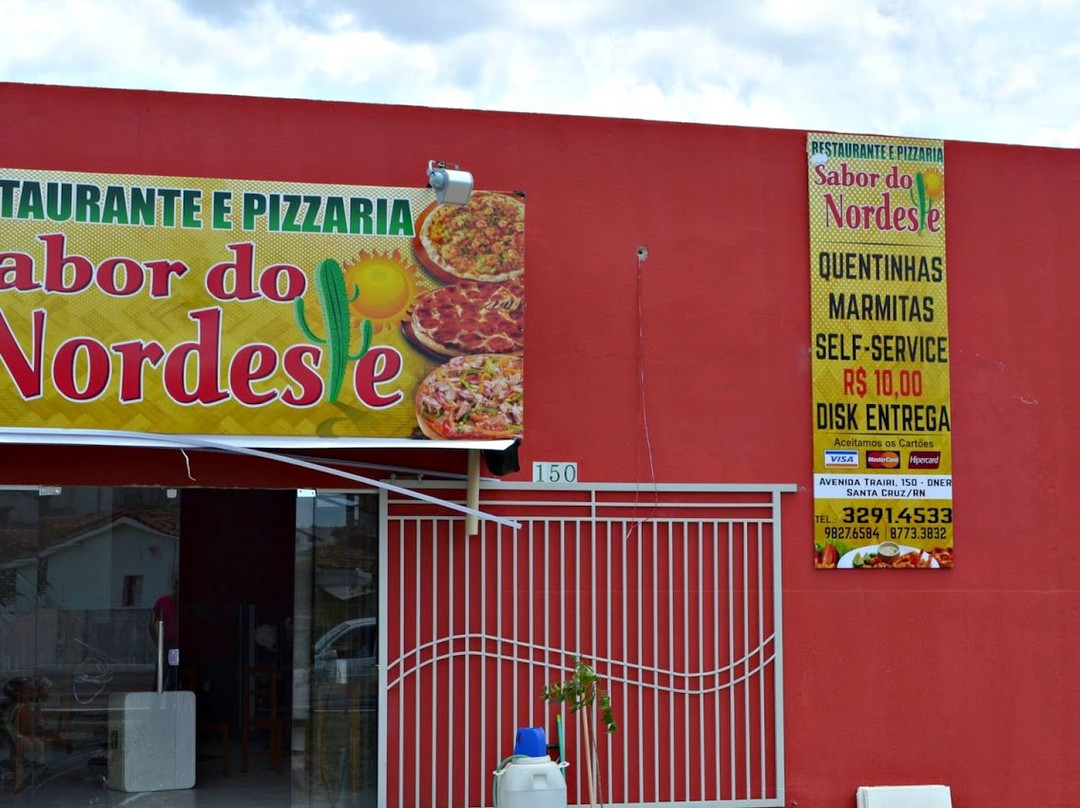 TAURANTE E PIZZARIA
abor do
Nordeste
150
RESTAURANTE E PIZZARIA
Sabor do
Nordeste
QUENTINHAS
MARMITAS
SELF-SERVICE
R$ 10,00
DISK ENTREGA
Aceitamos os Cartões
VISA MasterCard Hipercard
AVENIDA TRAIRI, 150 - DNER
SANTA CRUZ/RN
TEL.: 3291.4533
9827.6584 | 8773.3832